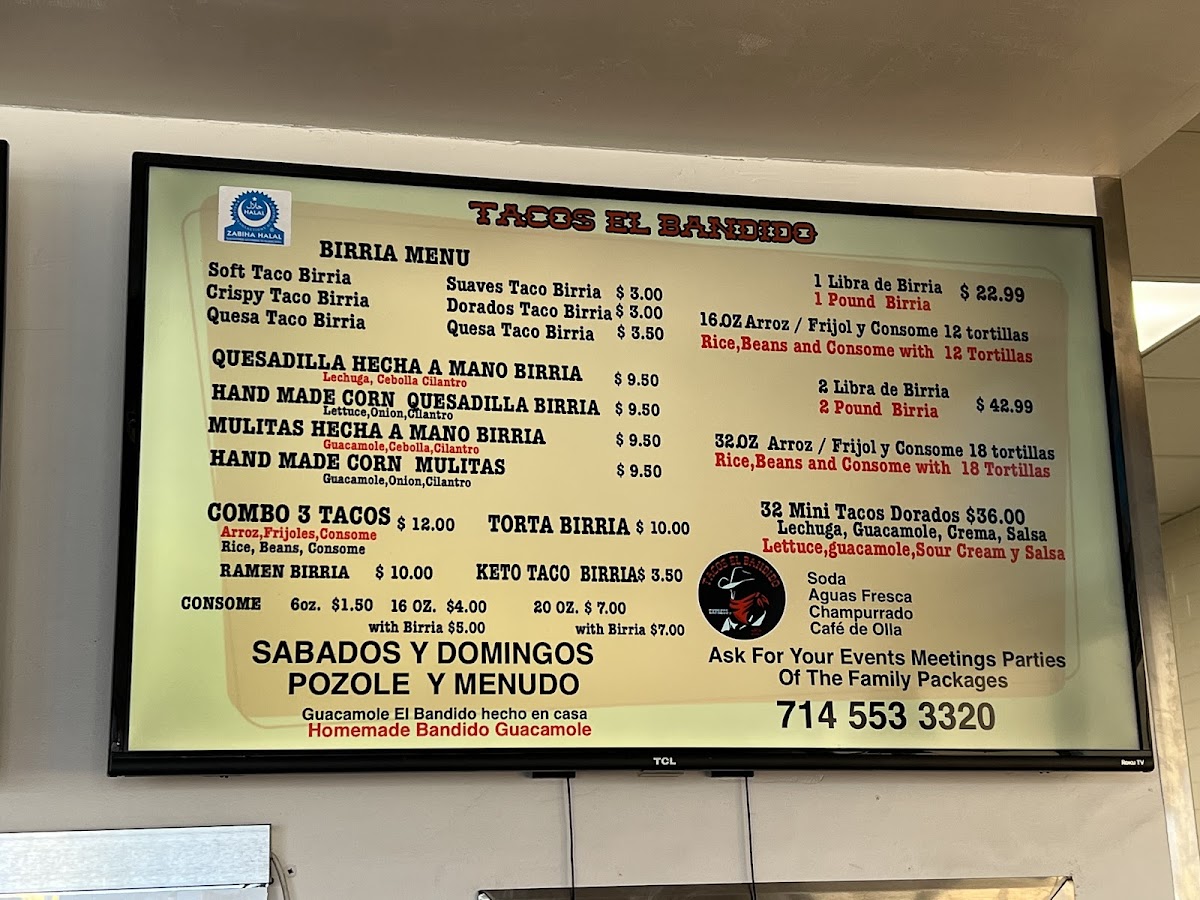 حلال
HALAL
ZABIHA HALAL
TACOS EL BANDIDO
BIRRIA MENU
Soft Taco Birria Suaves Taco Birria $ 3.00
Crispy Taco Birria Dorados Taco Birria $ 3.00
Quesa Taco Birria Quesa Taco Birria $ 3.50
QUESADILLA HECHA A MANO BIRRIA $ 9.50
Lechuga, Cebolla Cilantro
HAND MADE CORN QUESADILLA BIRRIA $ 9.50
Lettuce,Onion,Cilantro
MULITAS HECHA A MANO BIRRIA $ 9.50
Guacamole,Cebolla,Cilantro
HAND MADE CORN MULITAS $ 9.50
Guacamole,Onion,Cilantro
COMBO 3 TACOS $ 12.00 TORTA BIRRIA $ 10.00
Arroz,Frijoles,Consome
Rice, Beans, Consome
RAMEN BIRRIA $ 10.00 KETO TACO BIRRIA$ 3.50
CONSOME 6oz. $1.50 16 OZ. $4.00 20 OZ. $ 7.00
with Birria $5.00 with Birria $7.00
SABADOS Y DOMINGOS
POZOLE Y MENUDO
Guacamole El Bandido hecho en casa
Homemade Bandido Guacamole
1 Libra de Birria $ 22.99
1 Pound Birria
16.OZ Arroz / Frijol y Consome 12 tortillas
Rice,Beans and Consome with 12 Tortillas
2 Libra de Birria $ 42.99
2 Pound Birria
32.OZ Arroz / Frijol y Consome 18 tortillas
Rice,Beans and Consome with 18 Tortillas
32 Mini Tacos Dorados $36.00
Lechuga, Guacamole, Crema, Salsa
Lettuce,guacamole,Sour Cream y Salsa
TACOS EL BANDIDO
EXPRESS
Soda
Aguas Fresca
Champurrado
Café de Olla
Ask For Your Events Meetings Parties
Of The Family Packages
714 553 3320
TCL
Roku TV